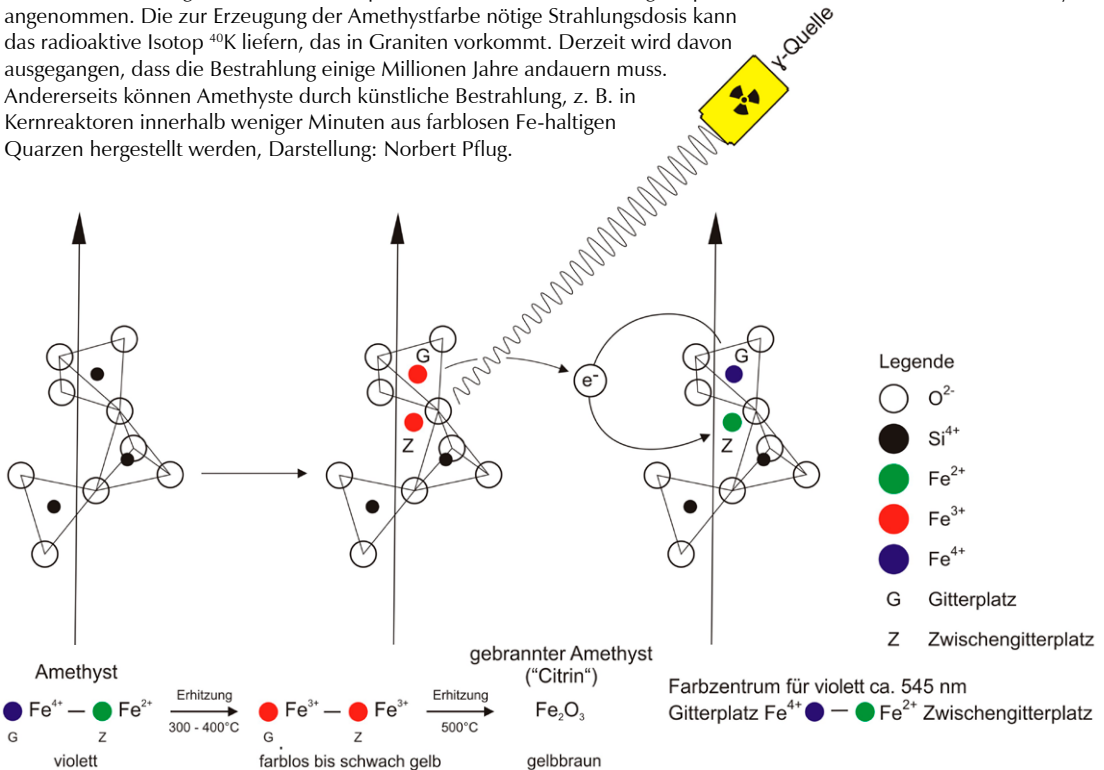 angenommen. Die zur Erzeugung der Amethystfarbe nötige Strahlungsdosis kann
das radioaktive Isotop ⁴⁰K liefern, das in Graniten vorkommt. Derzeit wird davon
ausgegangen, dass die Bestrahlung einige Millionen Jahre andauern muss.
Andererseits können Amethyste durch künstliche Bestrahlung, z. B. in
Kernreaktoren innerhalb weniger Minuten aus farblosen Fe-haltigen
Quarzen hergestellt werden, Darstellung: Norbert Pflug.
γ-Quelle
G
Z
e⁻
G
Z
Legende
O²⁻
Si⁴⁺
Fe²⁺
Fe³⁺
Fe⁴⁺
G Gitterplatz
Z Zwischengitterplatz
Amethyst
Fe⁴⁺ — Fe²⁺
G Z
violett
Erhitzung
300 - 400°C
Fe³⁺ — Fe³⁺
G Z
farblos bis schwach gelb
Erhitzung
500°C
gebrannter Amethyst
("Citrin“)
Fe₂O₃
gelbbraun
Farbzentrum für violett ca. 545 nm
Gitterplatz Fe⁴⁺ — Fe²⁺ Zwischengitterplatz